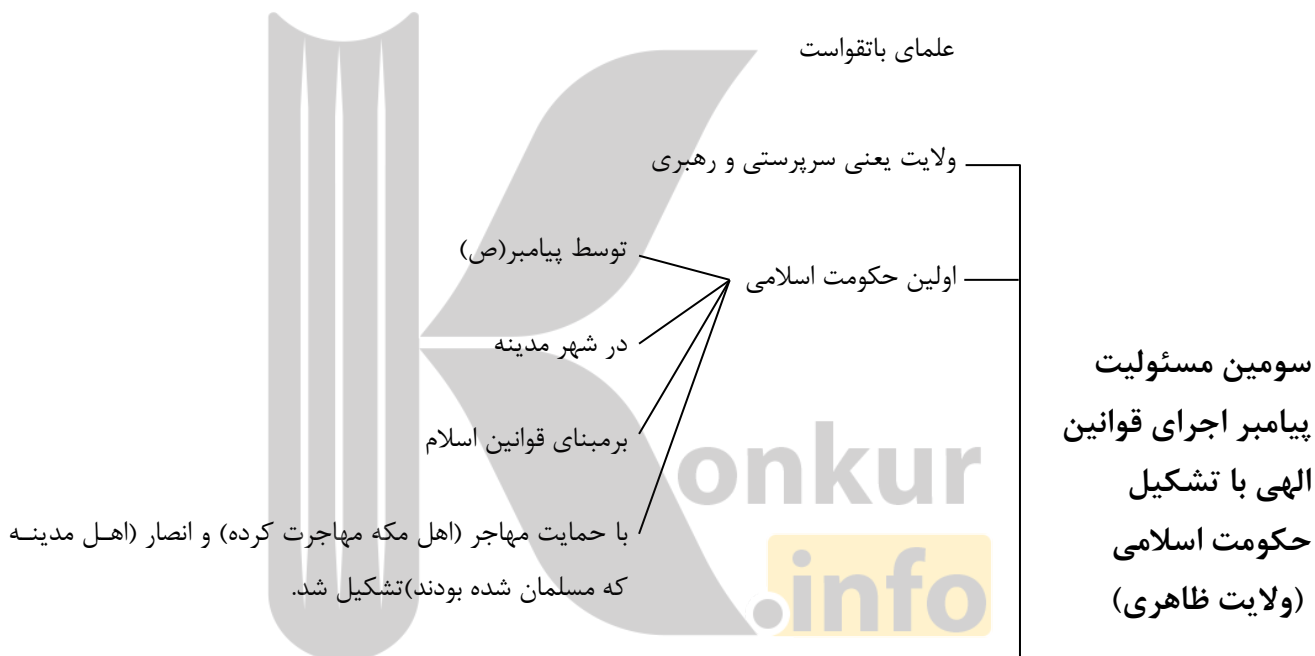 علمای باتقواست
ولایت یعنی سرپرستی و رهبری
اولین حکومت اسلامی
توسط پیامبر(ص)
در شهر مدینه
برمبنای قوانین اسلام
با حمایت مهاجر (اهل مکه مهاجرت کرده) و انصار (اهـل مدینـه
که مسلمان شده بودند)تشکیل شد.
سومین مسئولیت
پیامبر اجرای قوانین
الهی با تشکیل
حکومت اسلامی
(ولایت ظاهری)
Konkur
.info